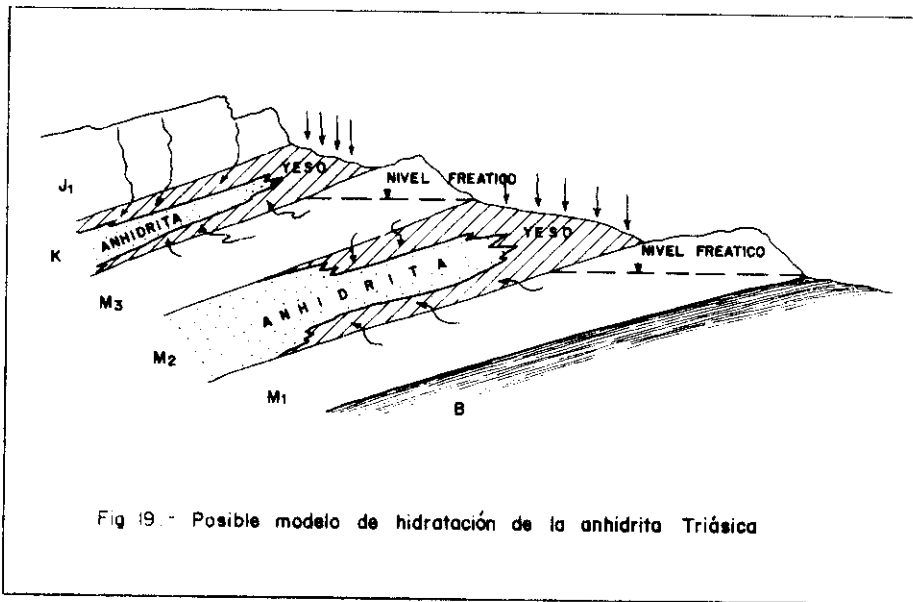 YESO
NIVEL FREATICO
J1
ANHIDRITA
YESO
NIVEL FREATICO
K
ANHIDRITA
M3
M2
M1
B
Fig 19.- Posible modelo de hidratación de la anhidrita Triásica